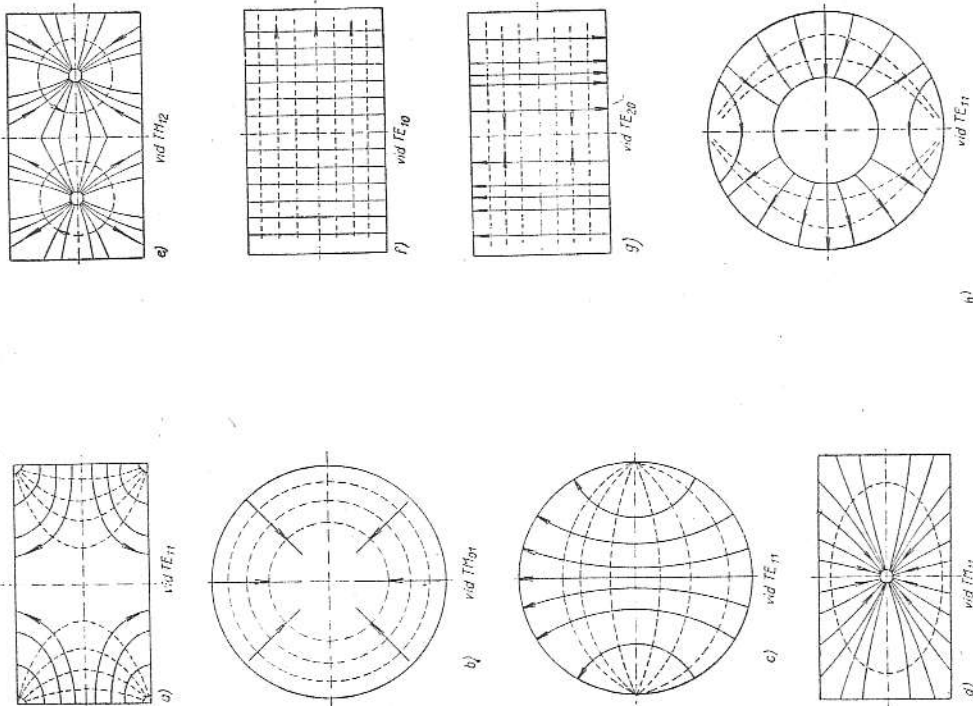 a)
vid TE₁₁
b)
vid TM₀₁
c)
vid TE₁₁
d)
vid TM₁₁
e)
vid TM₁₂
f)
vid TE₁₀
g)
vid TE₂₀
h)
vid TE₁₁